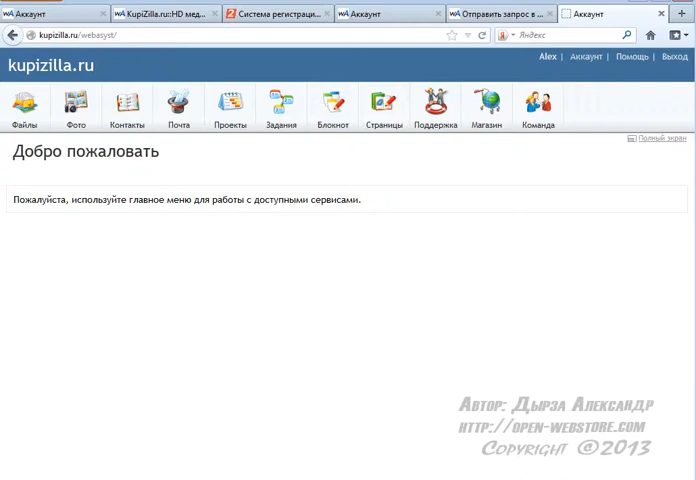 Аккаунт
KupiZilla.ru::HD мед...
Система регистраци...
Аккаунт
Отправить запрос в ...
Аккаунт
kupizilla.ru/webasyst/
Яндекс
kupizilla.ru
Alex | Аккаунт | Помощь | Выход
Файлы Фото Контакты Почта Проекты Задания Блокнот Страницы Поддержка Магазин Команда
Полный экран
Добро пожаловать
Пожалуйста, используйте главное меню для работы с доступными сервисами.
Автор: Дырза Александр
http://open-webstore.com
Copyright ©2013